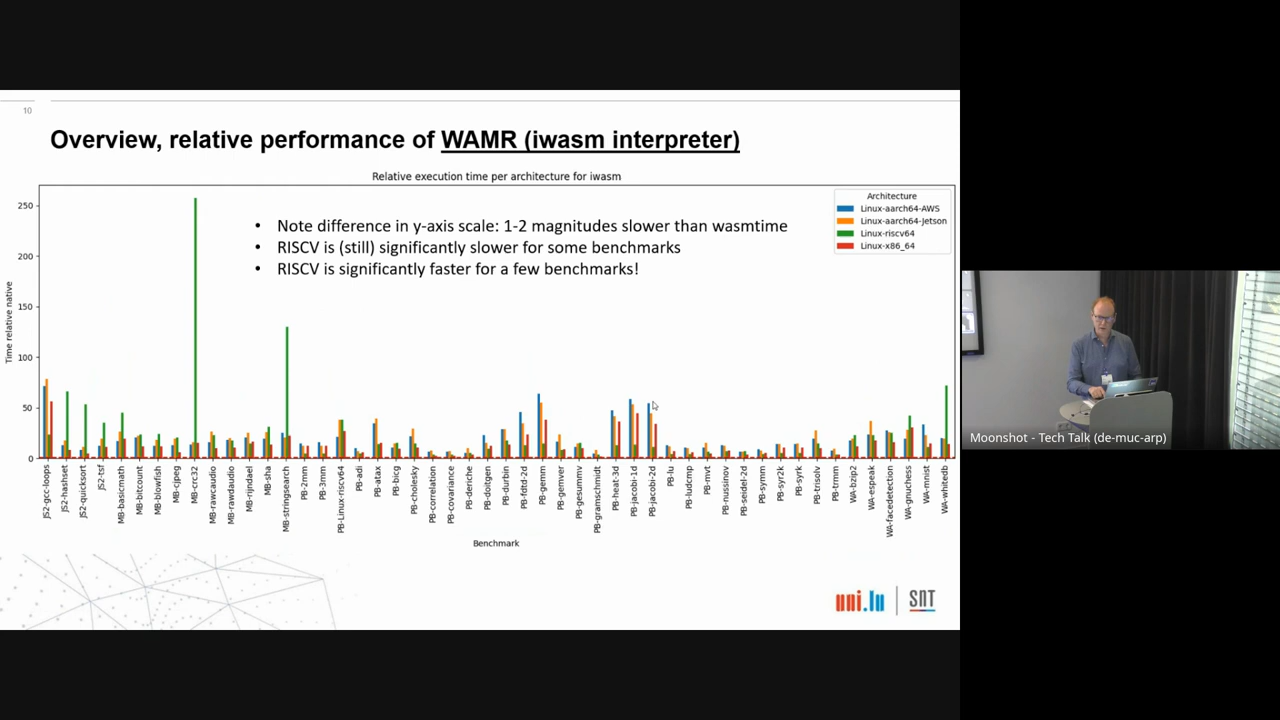 10
Overview, relative performance of WAMR (iwasm interpreter)
Relative execution time per architecture for iwasm
Architecture
Linux-aarch64-AWS
Linux-aarch64-Jetson
Linux-riscv64
Linux-x86_64
• Note difference in y-axis scale: 1-2 magnitudes slower than wasmtime
• RISCV is (still) significantly slower for some benchmarks
• RISCV is significantly faster for a few benchmarks!
Time relative native
250
200
150
100
50
0
JS2-gcc-loops
JS2-hashset
JS2-quicksort
JS2-tsf
MB-basicmath
MB-bitcount
MB-blowfish
MB-cjpeg
MB-crc32
MB-rawcaudio
MB-rawdaudio
MB-rijndael
MB-sha
MB-stringsearch
PB-2mm
PB-3mm
PB-Linux-riscv64
PB-adi
PB-atax
PB-bicg
PB-cholesky
PB-correlation
PB-covariance
PB-deriche
PB-doitgen
PB-durbin
PB-fdtd-2d
PB-gemm
PB-gemver
PB-gesummv
PB-gramschmidt
PB-heat-3d
PB-jacobi-1d
PB-jacobi-2d
PB-lu
PB-ludcmp
PB-mvt
PB-nussinov
PB-seidel-2d
PB-symm
PB-syr2k
PB-syrk
PB-trisolv
PB-trmm
WA-bzip2
WA-espeak
WA-facedetection
WA-gnuchess
WA-mnist
WA-whitedb
Benchmark
uni.lu
SNT
Moonshot - Tech Talk (de-muc-arp)